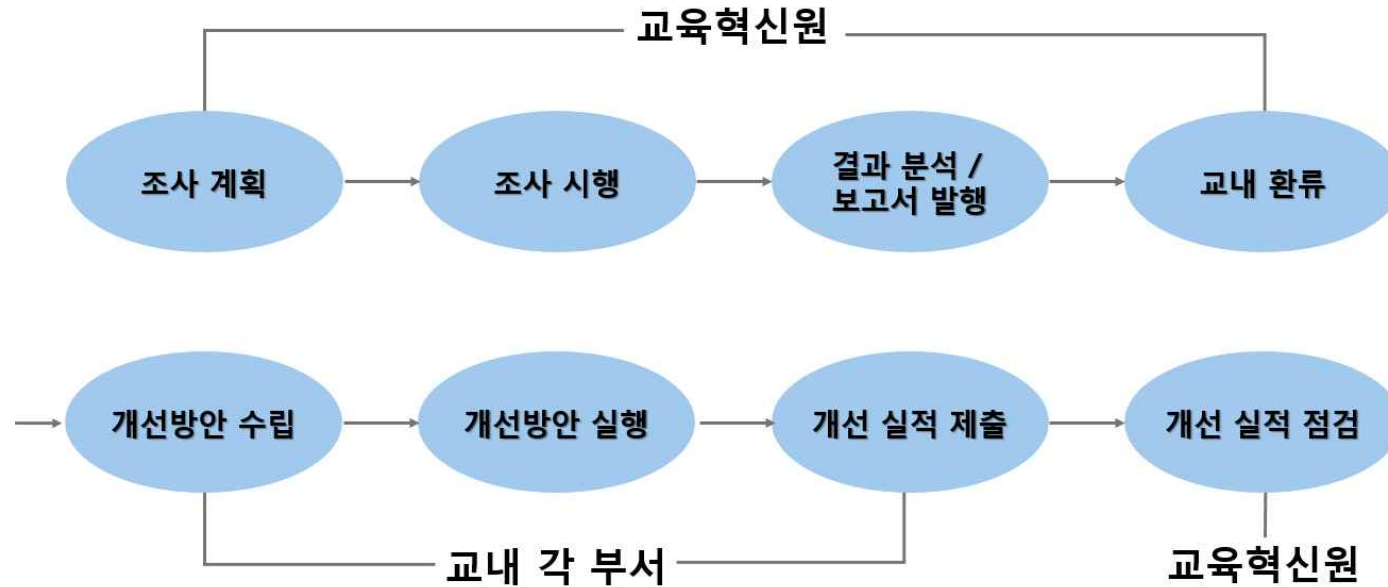 교육혁신원
조사 계획
조사 시행
결과 분석 /
보고서 발행
교내 환류
개선방안 수립
개선방안 실행
개선 실적 제출
개선 실적 점검
교내 각 부서
교육혁신원